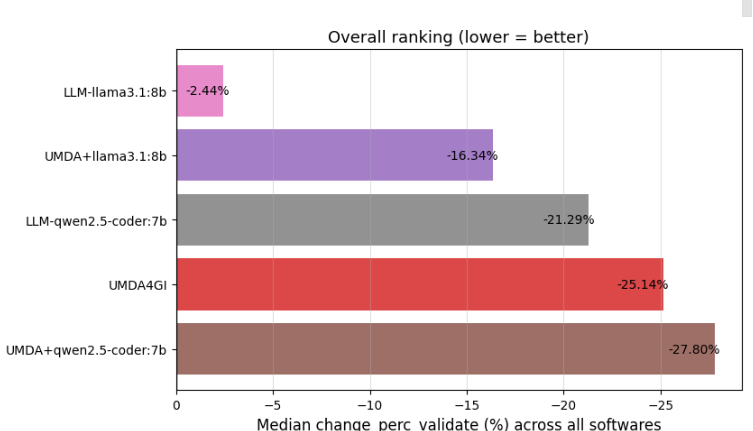 Overall ranking (lower = better)
LLM-llama3.1:8b
-2.44%
UMDA+llama3.1:8b
-16.34%
LLM-qwen2.5-coder:7b
-21.29%
UMDA4GI
-25.14%
UMDA+qwen2.5-coder:7b
-27.80%
0 −5 −10 −15 −20 −25
Median change_perc_validate (%) across all softwares